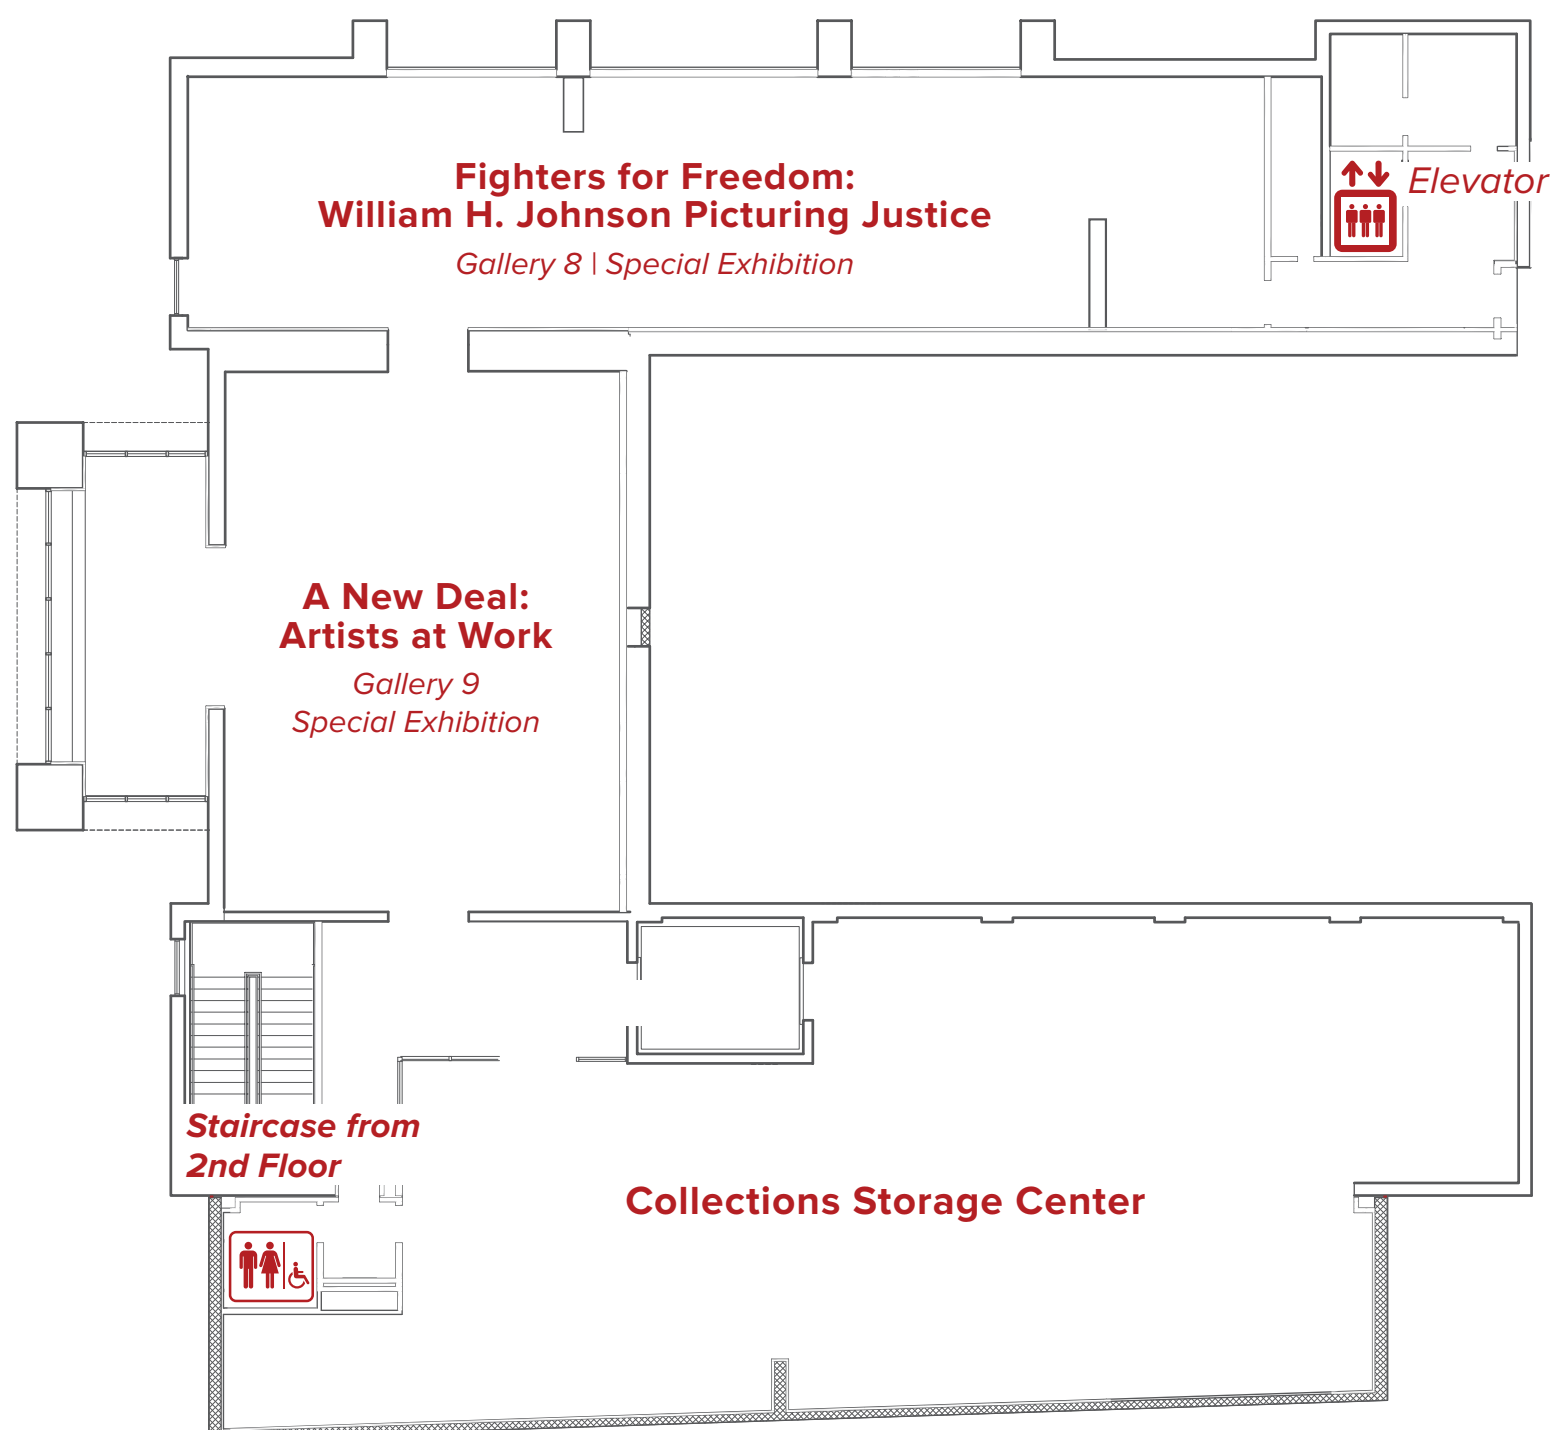 Fighters for Freedom:
William H. Johnson Picturing Justice
Gallery 8 | Special Exhibition
Elevator
A New Deal:
Artists at Work
Gallery 9
Special Exhibition
Staircase from
2nd Floor
Collections Storage Center